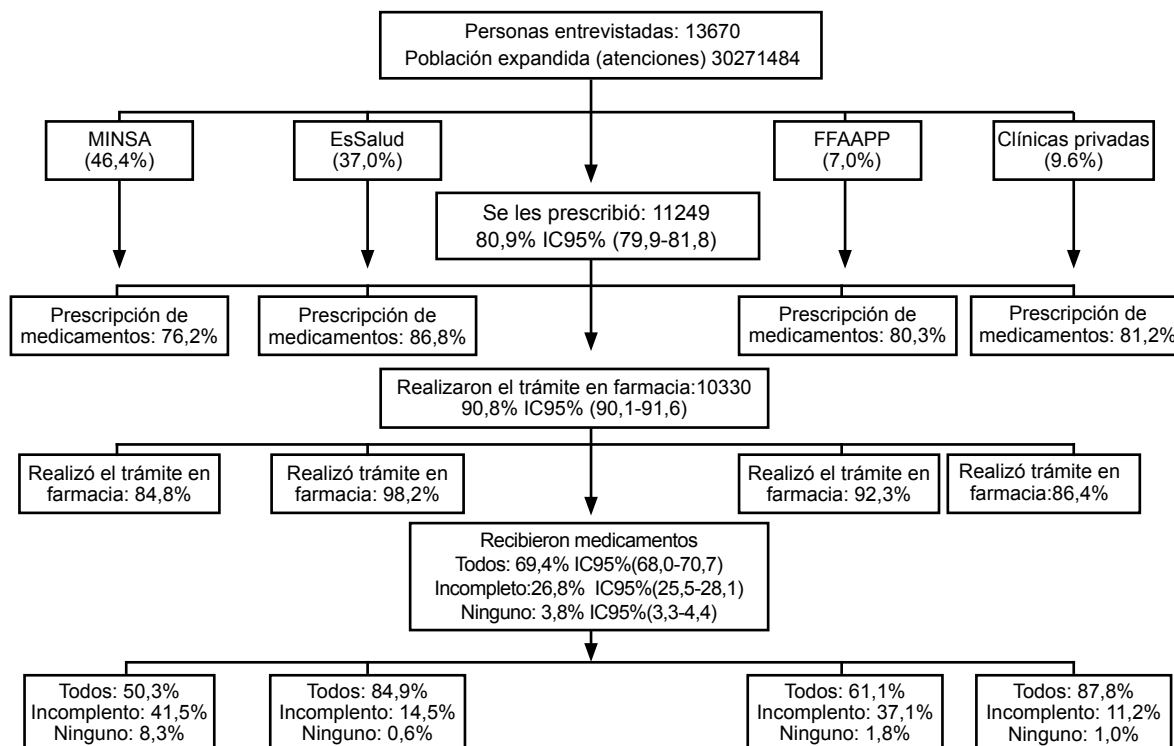 Personas entrevistadas: 13670
Población expandida (atenciones) 30271484
MINSA
(46,4%)
EsSalud
(37,0%)
FFAAPP
(7,0%)
Clínicas privadas
(9.6%)
Se les prescribió: 11249
80,9% IC95% (79,9-81,8)
Prescripción de
medicamentos: 76,2%
Prescripción de
medicamentos: 86,8%
Prescripción de
medicamentos: 80,3%
Prescripción de
medicamentos: 81,2%
Realizaron el trámite en farmacia:10330
90,8% IC95% (90,1-91,6)
Realizó el trámite en
farmacia: 84,8%
Realizó trámite en
farmacia: 98,2%
Realizó el trámite en
farmacia: 92,3%
Realizó trámite en
farmacia:86,4%
Recibieron medicamentos
Todos: 69,4% IC95%(68,0-70,7)
Incompleto:26,8% IC95%(25,5-28,1)
Ninguno: 3,8% IC95%(3,3-4,4)
Todos: 50,3%
Incomplento: 41,5%
Ninguno: 8,3%
Todos: 84,9%
Incomplento: 14,5%
Ninguno: 0,6%
Todos: 61,1%
Incomplento: 37,1%
Ninguno: 1,8%
Todos: 87,8%
Incomplento: 11,2%
Ninguno: 1,0%